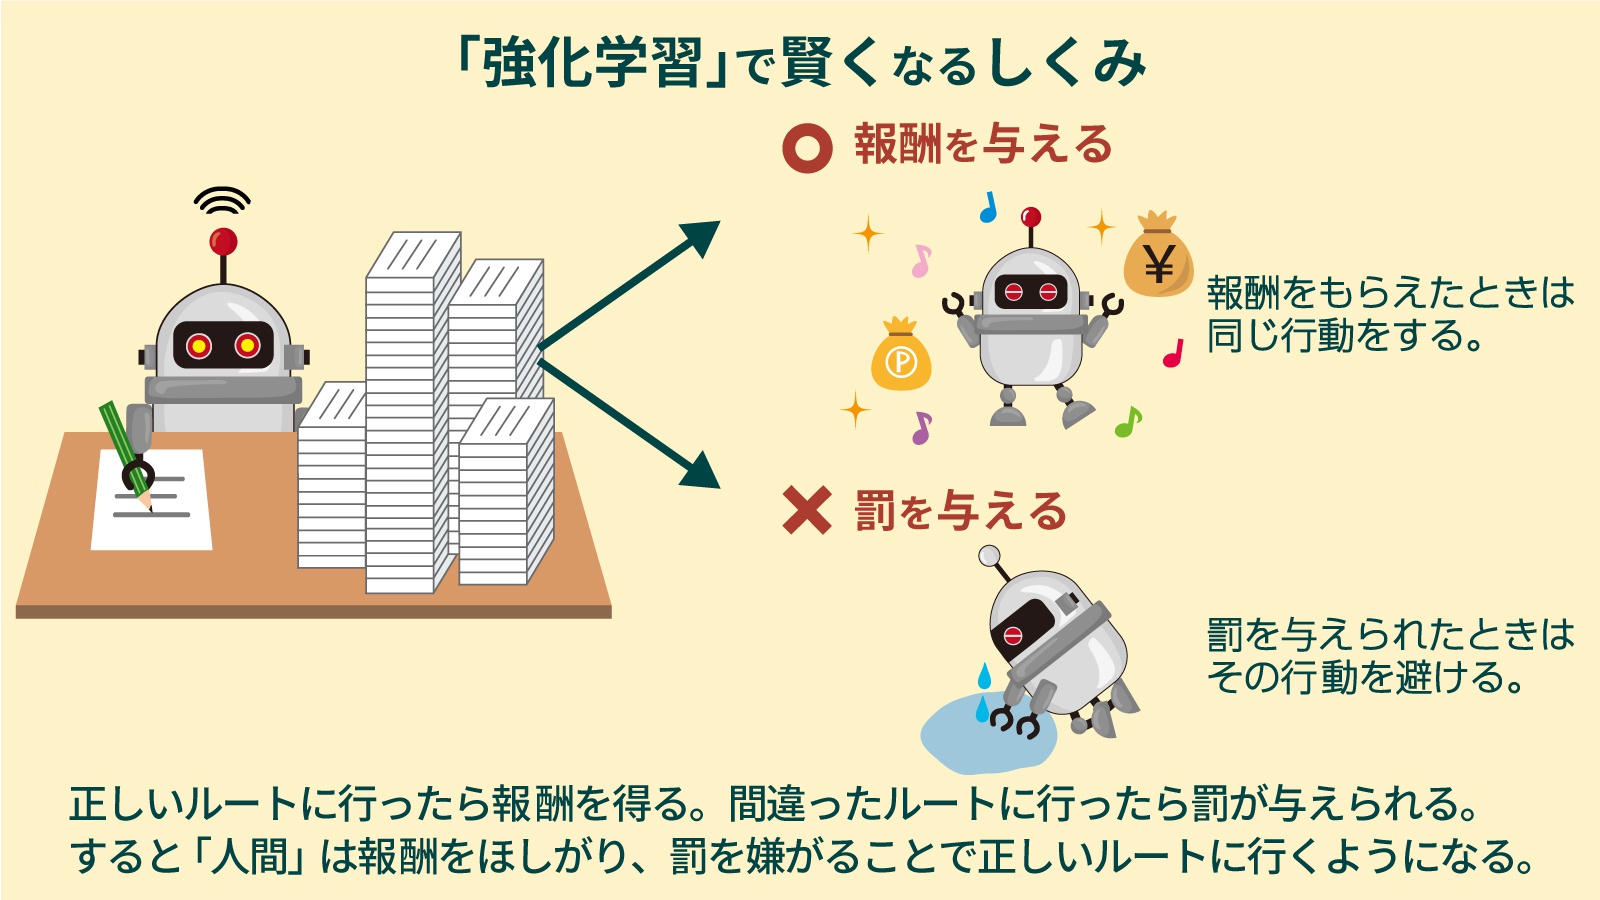 「強化学習」で賢くなるしくみ
報酬を与える
¥
P
報酬をもらえたときは
同じ行動をする。
罰を与える
罰を与えられたときは
その行動を避ける。
正しいルートに行ったら報酬を得る。間違ったルートに行ったら罰が与えられる。
すると「人間」は報酬をほしがり、罰を嫌がることで正しいルートに行くようになる。